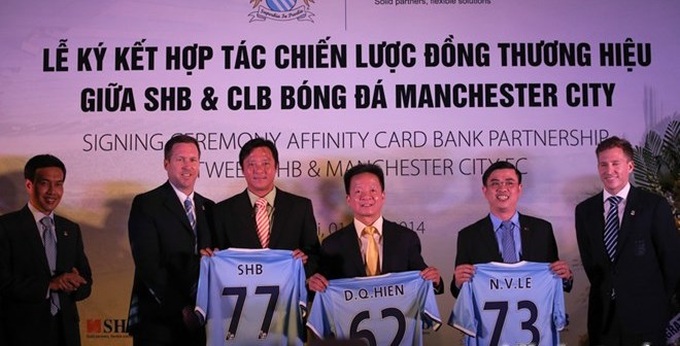 Solid partners, flexible solutions
LỄ KÝ KẾT HỢP TÁC CHIẾN LƯỢC ĐỒNG THƯƠNG HIỆU
GIỮA SHB & CLB BÓNG ĐÁ MANCHESTER CITY
SIGNING CEREMONY AFFINITY CARD BANK PARTNERSHIP
SHB & MANCHESTER CITY FC
2014
SHB
77
D.Q.HIEN
62
N.V.LE
73